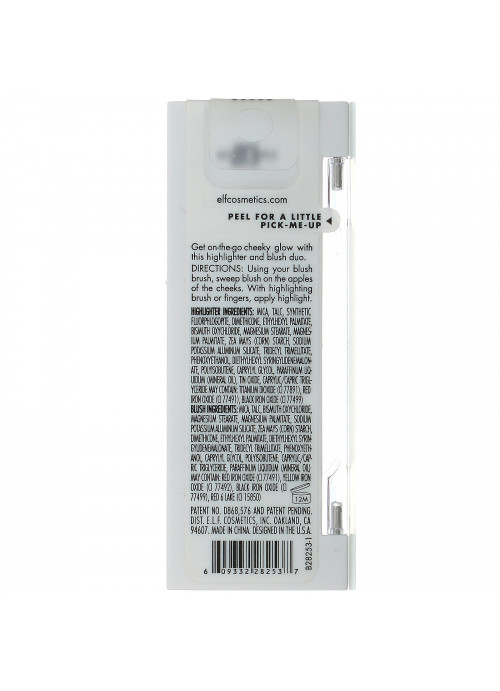 elfcosmetics.com
PEEL FOR A LITTLE
PICK-ME-UP
Get on-the-go cheeky glow with
this highlighter and blush duo.
DIRECTIONS: Using your blush
brush, sweep blush on the apples
of the cheeks. With highlighting
brush or fingers, apply highlight.
HIGHLIGHTER INGREDIENTS: MICA, TALC, SYNTHETIC
FLUORPHLOGOPITE, DIMETHICONE, ETHYLHEXYL PALMITATE,
BISMUTH OXYCHLORIDE, MAGNESIUM STEARATE, MAGNES-
IUM PALMITATE, ZEA MAYS (CORN) STARCH, SODIUM
POTASSIUM ALUMINUM SILICATE, TRIDECYL TRIMELLITATE,
PHENOXYETHANOL, DIETHYLHEXYL SYRINGYLIDENEMALON-
ATE, POLYISOBUTENE, CAPRYLYL GLYCOL, PARAFFINUM LIQ-
UIDUM (MINERAL OIL), TIN OXIDE, CAPRYLIC/CAPRIC TRIGL-
YCERIDE MAY CONTAIN: TITANIUM DIOXIDE (CI 77891), RED
IRON OXIDE (CI 77491), BLACK IRON OXIDE (CI 77499)
BLUSH INGREDIENTS: MICA, TALC, BISMUTH OXYCHLORIDE,
MAGNESIUM STEARATE, MAGNESIUM PALMITATE, SODIUM
POTASSIUM ALUMINUM SILICATE, ZEA MAYS (CORN) STARCH,
DIMETHICONE, ETHYLHEXYL PALMITATE, DIETHYLHEXYL SYRIN-
GYLIDENEMALONATE, TRIDECYL TRIMELLITATE, PHENOXY-
ETHANOL, CAPRYLYL GLYCOL, POLYISOBUTENE, CAPRYLIC/CAP-
RIC TRIGLYCERIDE, PARAFFINUM LIQUIDUM (MINERAL OIL)
MAY CONTAIN: RED IRON OXIDE (CI 77491), YELLOW IRON
OXIDE (CI 77492), BLACK IRON OXIDE (CI
77499), RED 6 LAKE (CI 15850)
12M
PATENT NO. D868,576 AND PATENT PENDING.
DIST. E.L.F. COSMETICS, INC. OAKLAND, CA
94607. MADE IN CHINA. DESIGNED IN THE U.S.A.
B28253-1
6 09332 28253 7